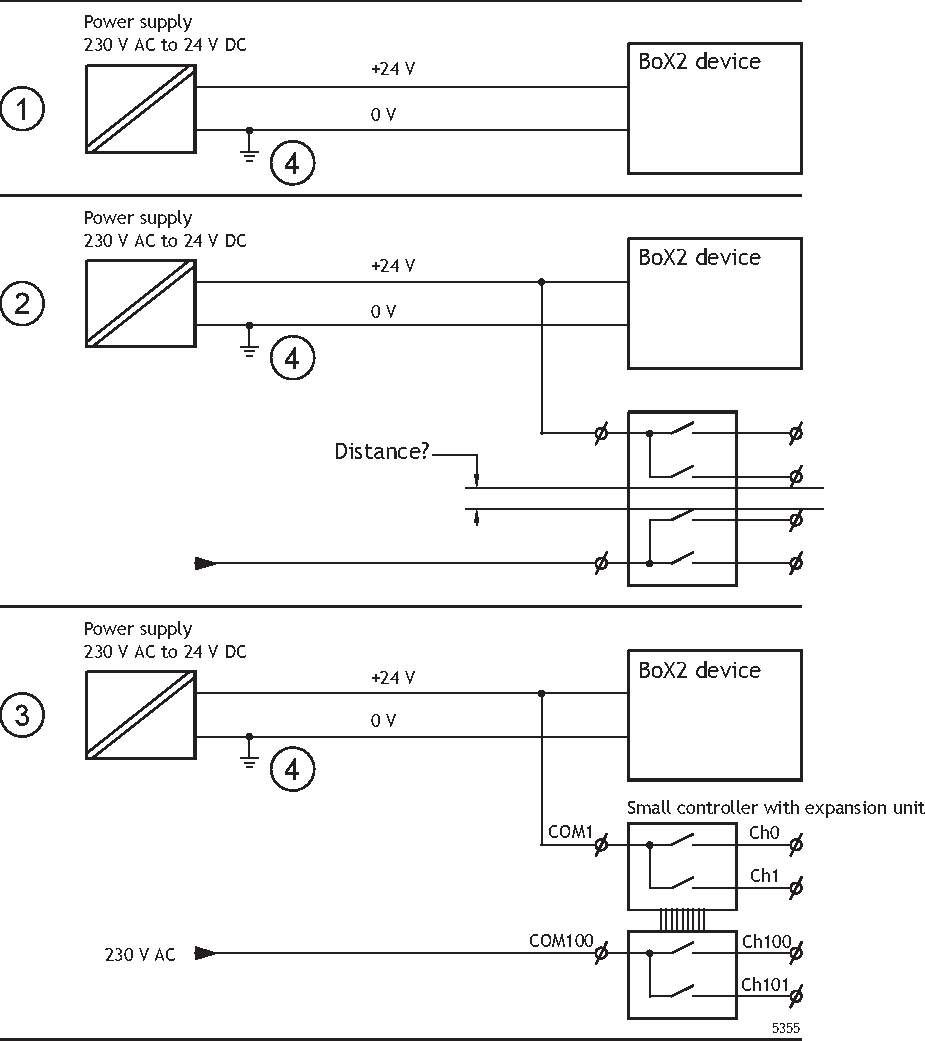 Power supply
230 V AC to 24 V DC
+24 V
BoX2 device
1
0 V
4
Power supply
230 V AC to 24 V DC
+24 V
BoX2 device
2
0 V
4
Distance?
Power supply
230 V AC to 24 V DC
+24 V
BoX2 device
3
0 V
4
Small controller with expansion unit
COM1
Ch0
Ch1
COM100
Ch100
230 V AC
Ch101
5355